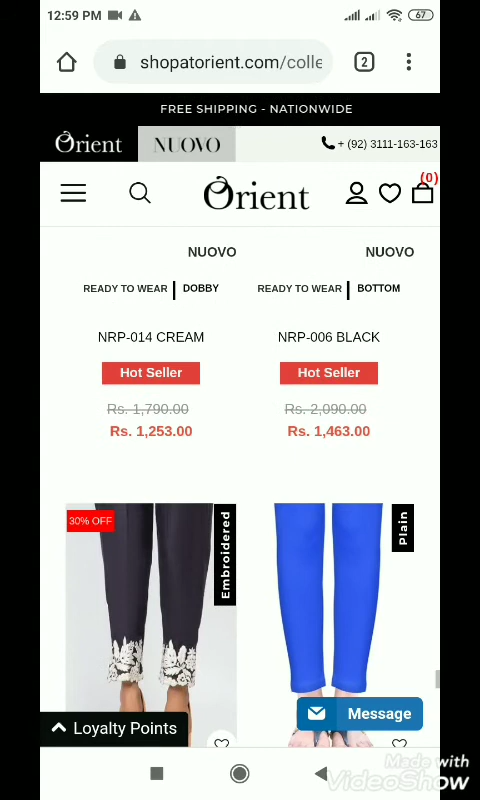 12:59 PM
67
shopatorient.com/colle
2
FREE SHIPPING - NATIONWIDE
Orient
NUOVO
+ (92) 3111-163-163
Orient
(0)
NUOVO
NUOVO
READY TO WEAR | DOBBY
READY TO WEAR | BOTTOM
NRP-014 CREAM
NRP-006 BLACK
Hot Seller
Hot Seller
Rs. 1,790.00
Rs. 2,090.00
Rs. 1,253.00
Rs. 1,463.00
30% OFF
Embroidered
Plain
Loyalty Points
Message
Made with
VideoShow